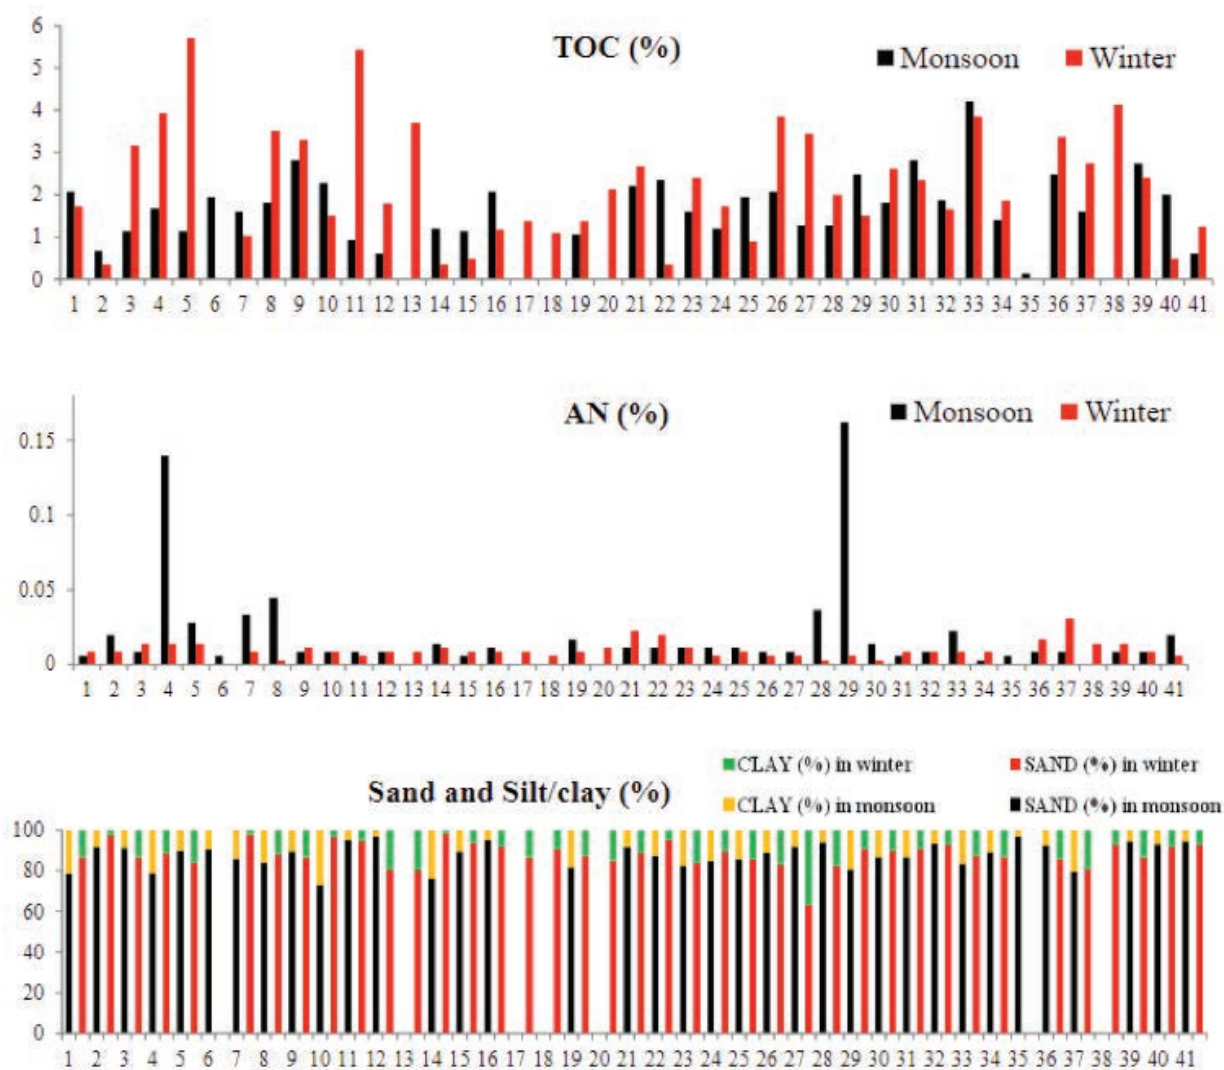 TOC (%)
Monsoon Winter
6
5
4
3
2
1
0
1 2 3 4 5 6 7 8 9 10 11 12 13 14 15 16 17 18 19 20 21 22 23 24 25 26 27 28 29 30 31 32 33 34 35 36 37 38 39 40 41
AN (%)
Monsoon Winter
0.15
0.1
0.05
0
1 2 3 4 5 6 7 8 9 10 11 12 13 14 15 16 17 18 19 20 21 22 23 24 25 26 27 28 29 30 31 32 33 34 35 36 37 38 39 40 41
CLAY (%) in winter SAND (%) in winter
Sand and Silt/clay (%)
CLAY (%) in monsoon SAND (%) in monsoon
100
80
60
40
20
0
1 2 3 4 5 6 7 8 9 10 11 12 13 14 15 16 17 18 19 20 21 22 23 24 25 26 27 28 29 30 31 32 33 34 35 36 37 38 39 40 41